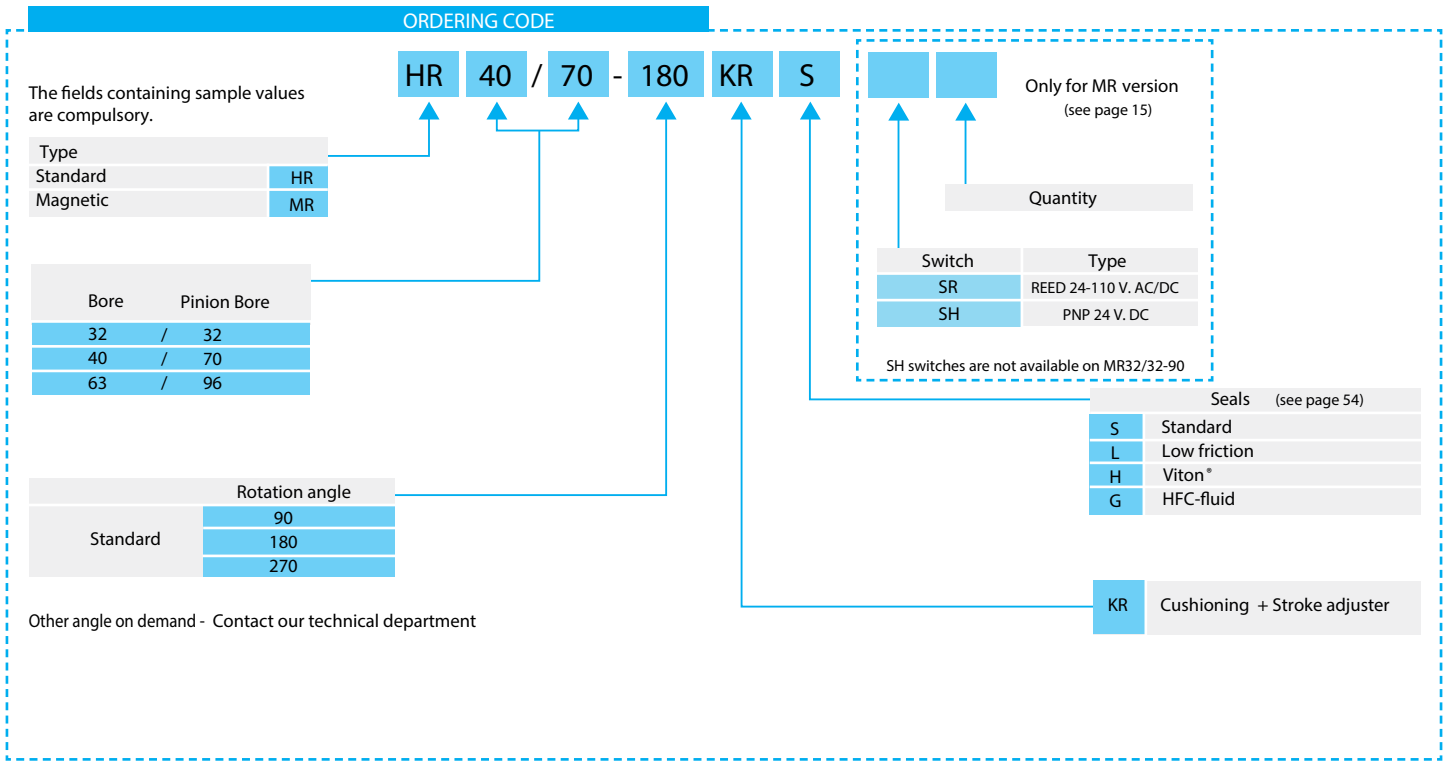 ORDERING CODE
HR 40 / 70 - 180 KR S
The fields containing sample values
are compulsory.
Only for MR version
(see page 15)
Type
Standard HR
Magnetic MR
Quantity
Bore Pinion Bore
32 / 32
40 / 70
63 / 96
Switch Type
SR REED 24-110 V. AC/DC
SH PNP 24 V. DC
SH switches are not available on MR32/32-90
Seals (see page 54)
S Standard
L Low friction
H Viton®
G HFC-fluid
Rotation angle
Standard
90
180
270
KR Cushioning + Stroke adjuster
Other angle on demand - Contact our technical department